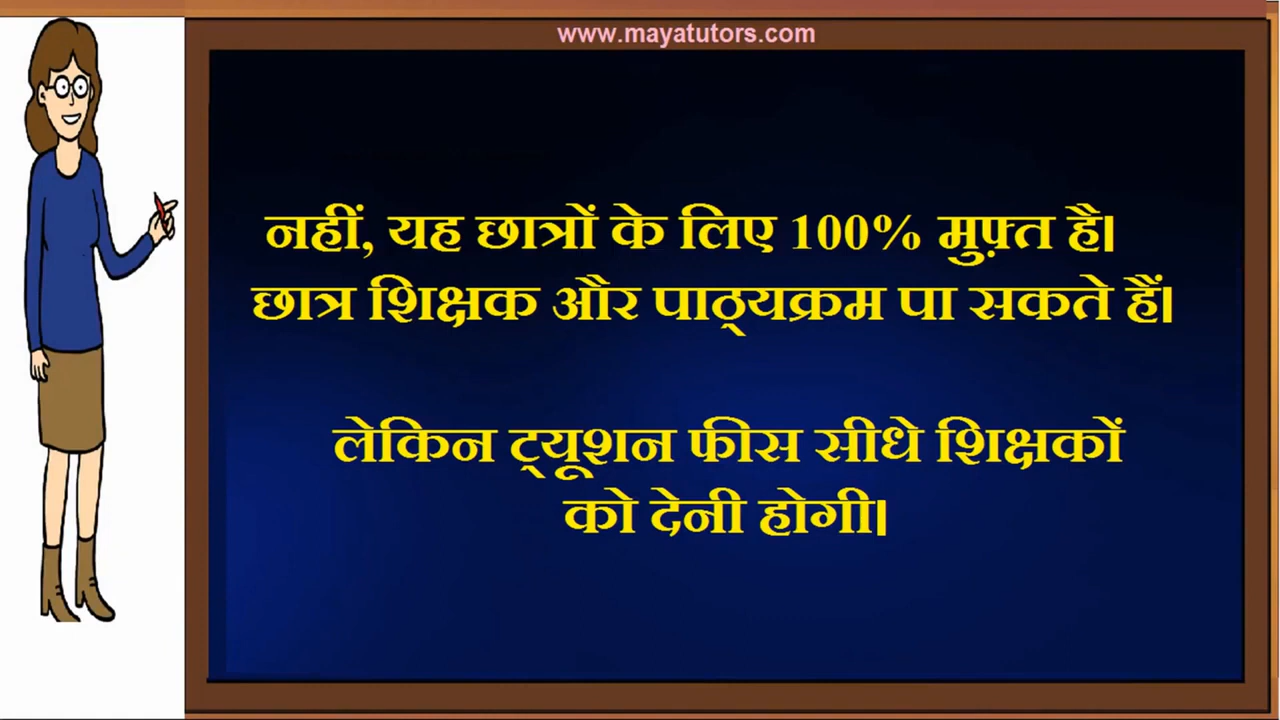 www.mayatutors.com
नहीं, यह छात्रों के लिए 100% मुफ़्त है।
छात्र शिक्षक और पाठ्यक्रम पा सकते हैं।
लेकिन ट्यूशन फीस सीधे शिक्षकों
को देनी होगी।